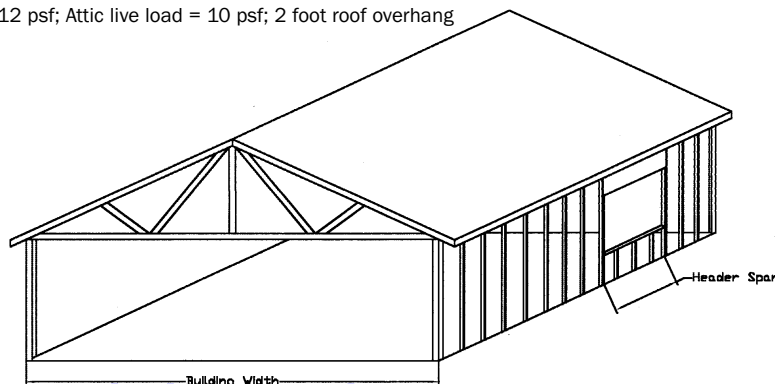 12 psf; Attic live load = 10 psf; 2 foot roof overhang
Header Span
Building Width